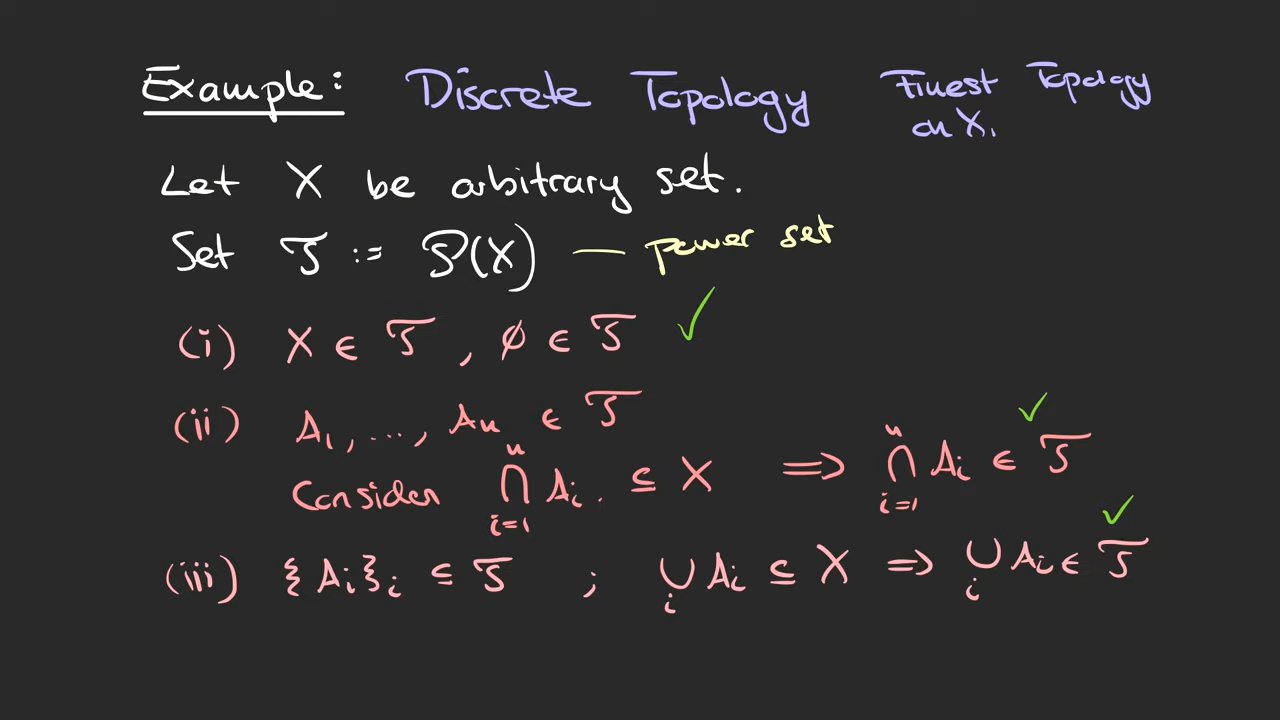 Example: Discrete Topology Finest Topology
on X.
Let X be arbitrary set.
Set 𝒯 := 𝒫(X) — power set
(i) X ∈ 𝒯 , ∅ ∈ 𝒯 ✓
(ii) A₁, ..., Aₙ ∈ 𝒯
Consider ⋂ᵢ₌₁ⁿ Aᵢ . ⊆ X ⟹ ⋂ᵢ₌₁ⁿ Aᵢ ∈ 𝒯 ✓
(iii) {Aᵢ}ᵢ ⊆ 𝒯 ; ⋃ᵢ Aᵢ ⊆ X ⟹ ⋃ᵢ Aᵢ ∈ 𝒯 ✓